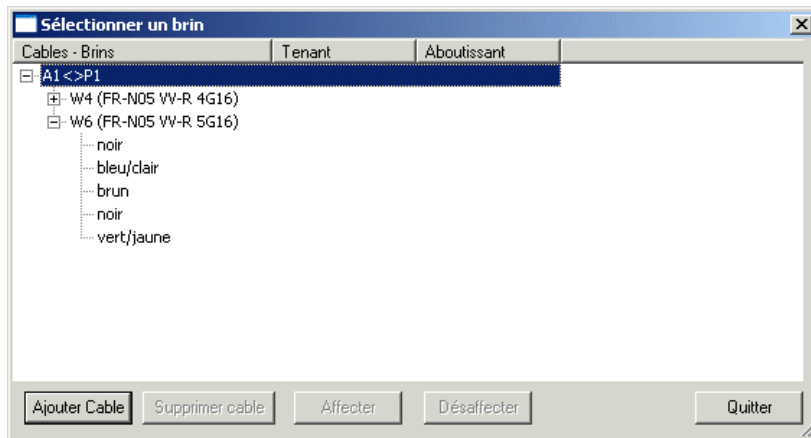 Sélectionner un brin
Cables - Brins Tenant Aboutissant
A1<>P1
W4 (FR-N05 VV-R 4G16)
W6 (FR-N05 VV-R 5G16)
noir
bleu/clair
brun
noir
vert/jaune
Ajouter Cable Supprimer cable Affecter Désaffecter Quitter